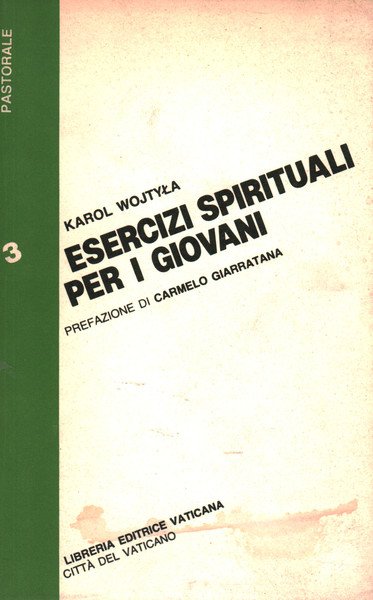 PASTORALE
3
KAROL WOJTYŁA
ESERCIZI SPIRITUALI
PER I GIOVANI
PREFAZIONE DI CARMELO GIARRATANA
LIBRERIA EDITRICE VATICANA
CITTÀ DEL VATICANO